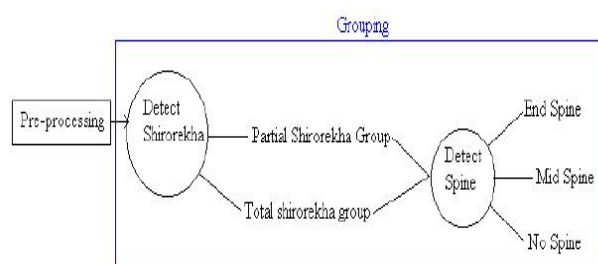 Grouping
Pre-processing
Detect
Shirorekha
Partial Shirorekha Group
Total shirorekha group
Detect
Spine
End Spine
Mid Spine
No Spine